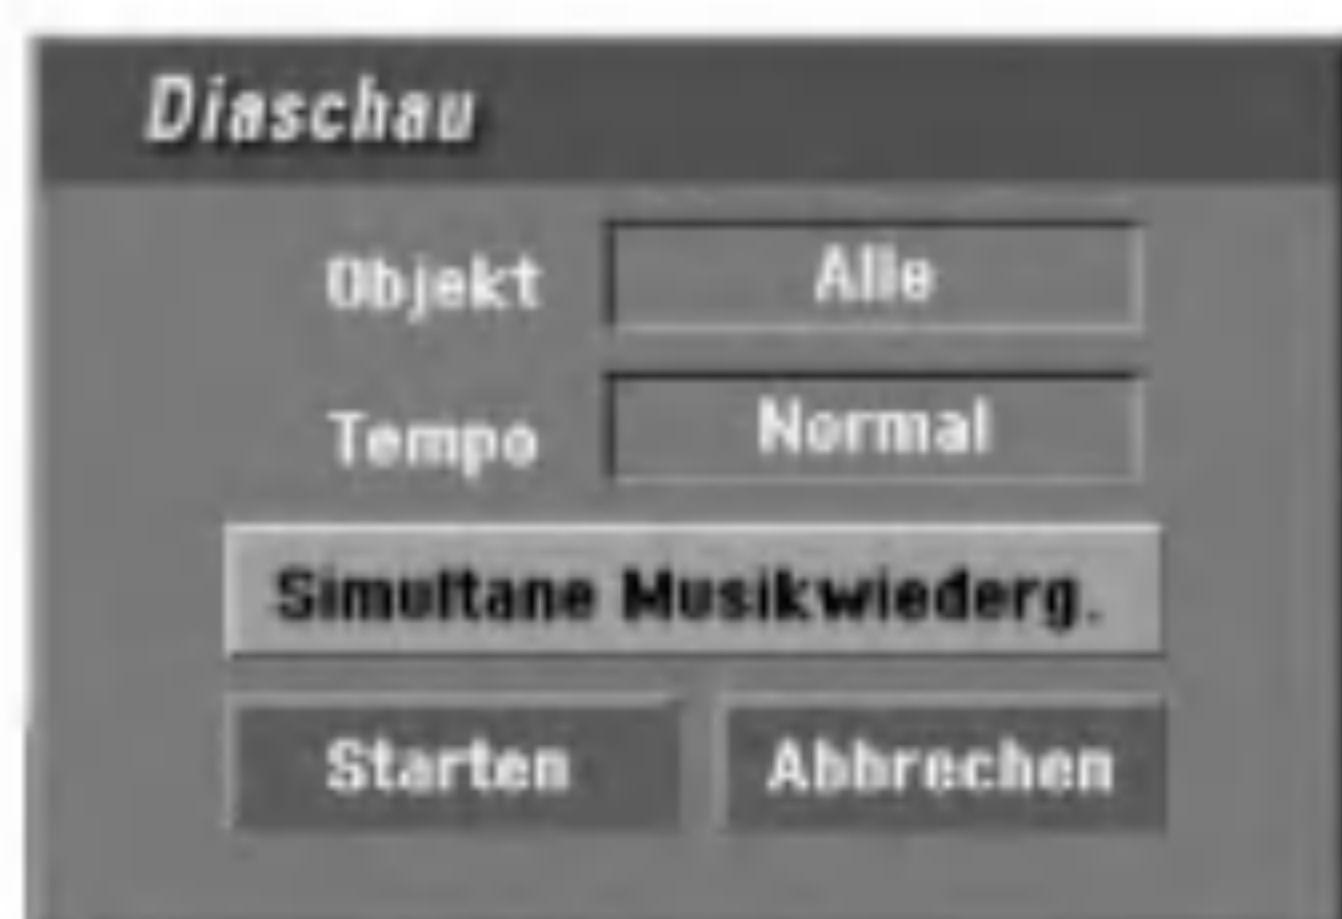 Diaschau
Objekt Alle
Tempo Normal
Simultane Musikwiederg.
Starten Abbrechen